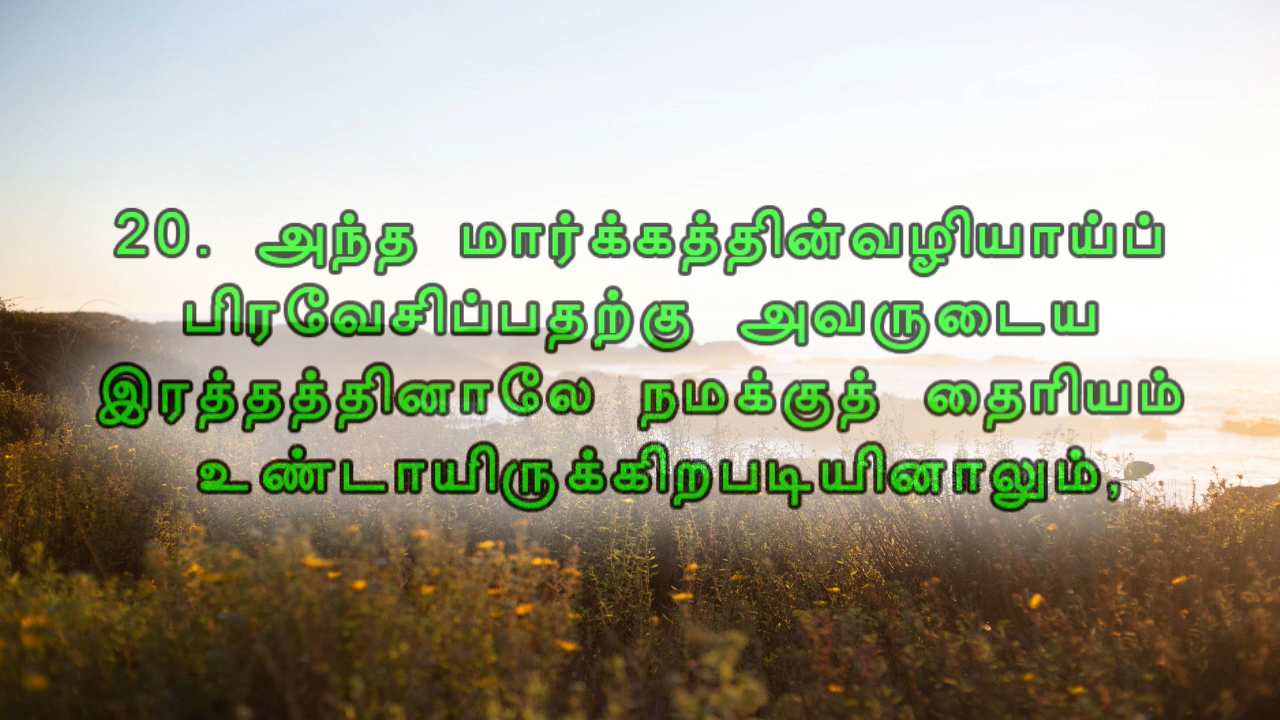 20. அந்த மார்க்கத்தின்வழியாய்ப்
பிரவேசிப்பதற்கு அவருடைய
இரத்தத்தினாலே நமக்குத் தைரியம்
உண்டாயிருக்கிறபடியினாலும்,